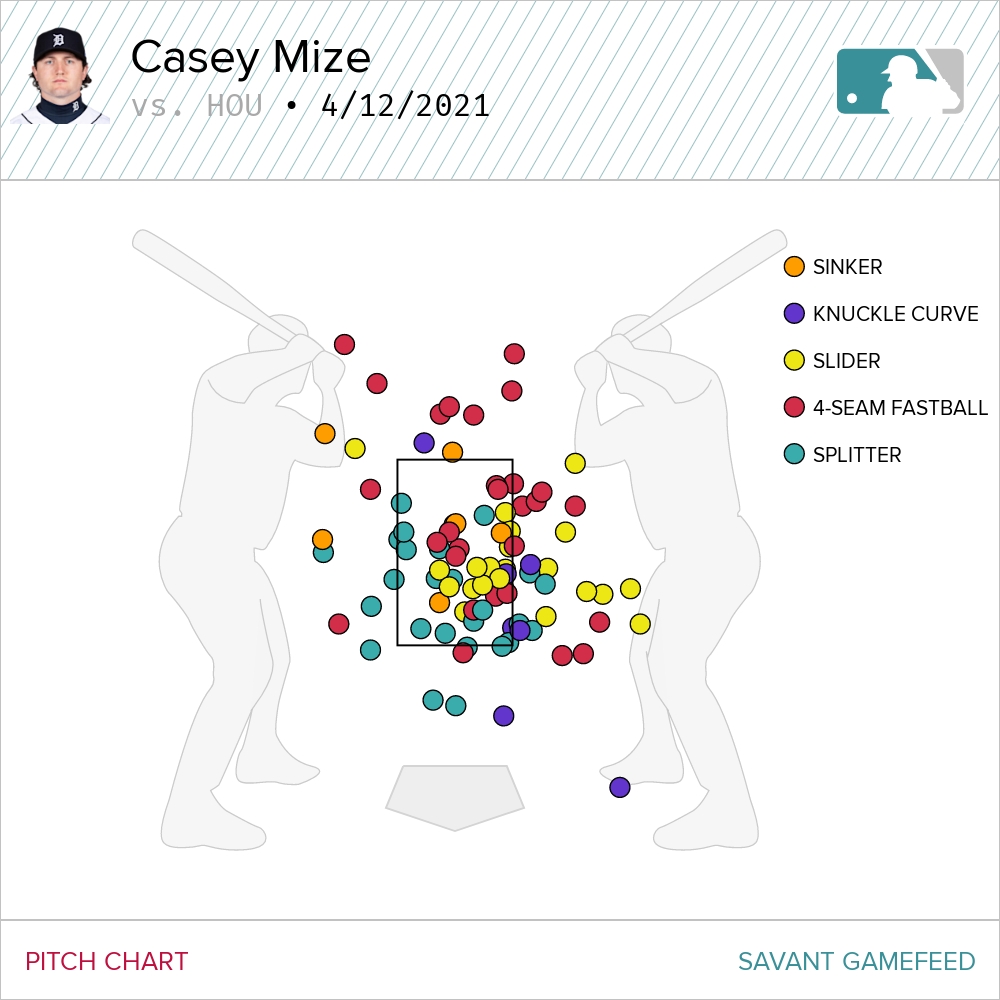 Casey Mize
vs. HOU • 4/12/2021
SINKER
KNUCKLE CURVE
SLIDER
4-SEAM FASTBALL
SPLITTER
PITCH CHART
SAVANT GAMEFEED